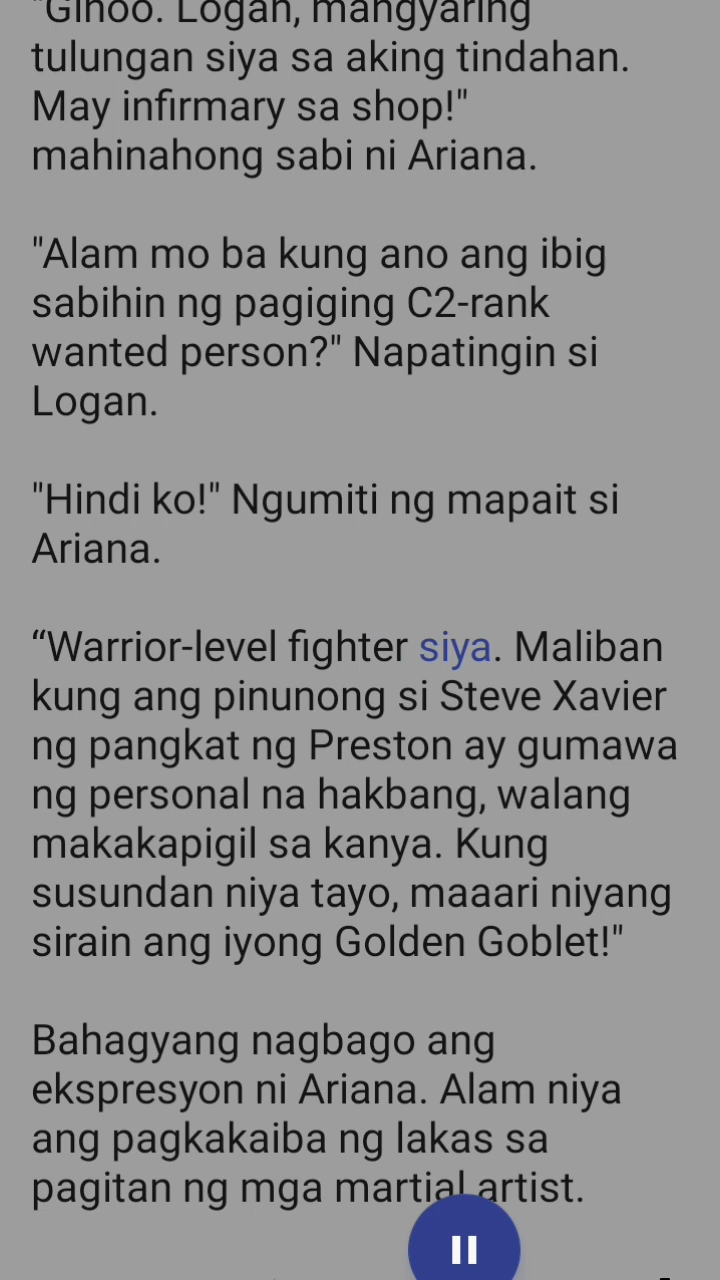 "Ginoo. Logan, mangyaring
tulungan siya sa aking tindahan.
May infirmary sa shop!"
mahinahong sabi ni Ariana.
"Alam mo ba kung ano ang ibig
sabihin ng pagiging C2-rank
wanted person?" Napatingin si
Logan.
"Hindi ko!" Ngumiti ng mapait si
Ariana.
“Warrior-level fighter siya. Maliban
kung ang pinunong si Steve Xavier
ng pangkat ng Preston ay gumawa
ng personal na hakbang, walang
makakapigil sa kanya. Kung
susundan niya tayo, maaari niyang
sirain ang iyong Golden Goblet!"
Bahagyang nagbago ang
ekspresyon ni Ariana. Alam niya
ang pagkakaiba ng lakas sa
pagitan ng mga martial artist.